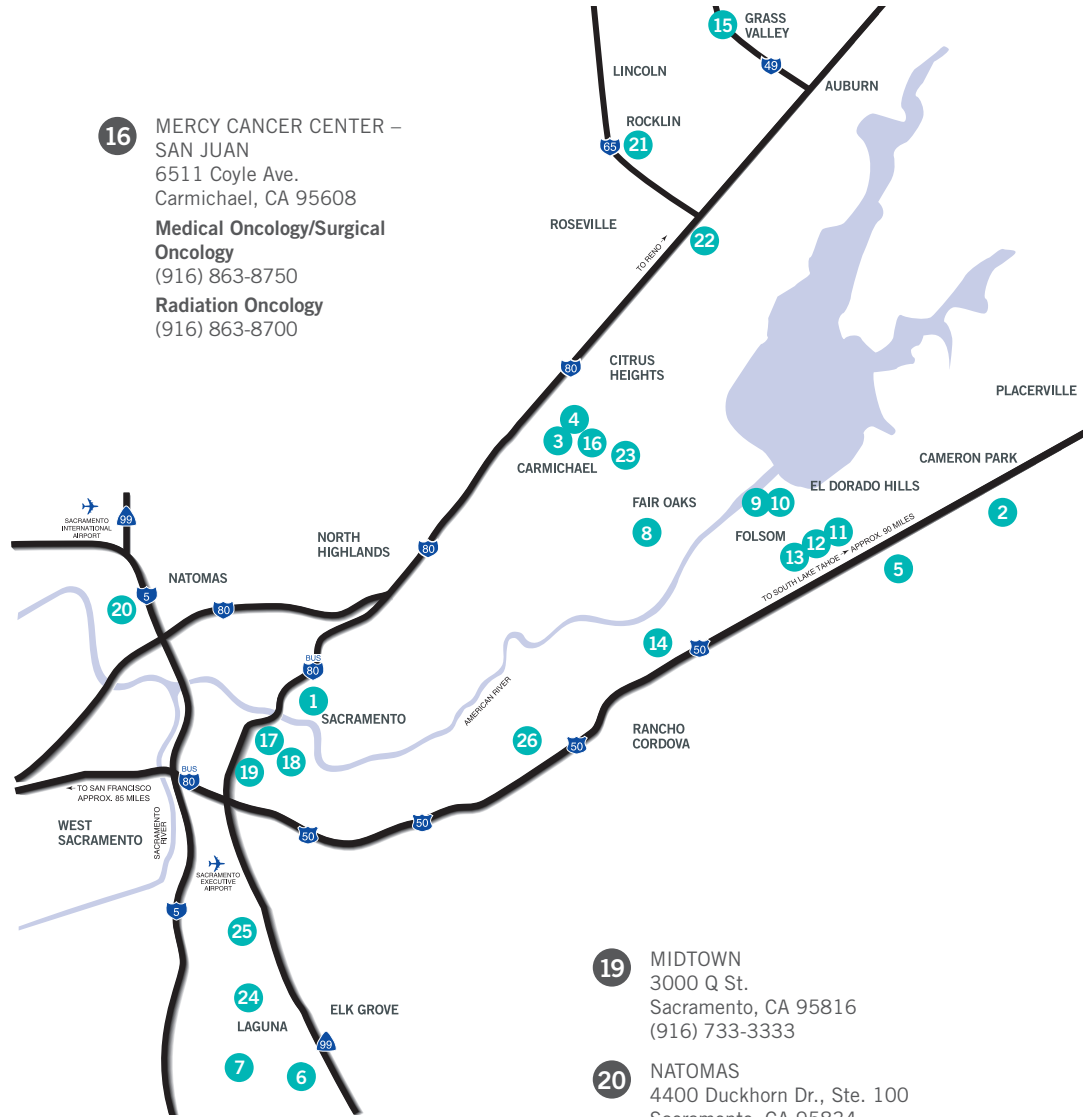 15
GRASS
VALLEY
49
LINCOLN
AUBURN
ROCKLIN
65
21
16
MERCY CANCER CENTER –
SAN JUAN
6511 Coyle Ave.
Carmichael, CA 95608
Medical Oncology/Surgical
Oncology
(916) 863-8750
Radiation Oncology
(916) 863-8700
ROSEVILLE
22
TO RENO
80
CITRUS
HEIGHTS
PLACERVILLE
4
3
16
23
CARMICHAEL
CAMERON PARK
EL DORADO HILLS
9
10
2
FAIR OAKS
8
FOLSOM
11
12
13
5
TO SOUTH LAKE TAHOE
APPROX. 90 MILES
99
SACRAMENTO
INTERNATIONAL
AIRPORT
NORTH
HIGHLANDS
80
NATOMAS
5
20
80
14
50
BUS
80
AMERICAN RIVER
1
SACRAMENTO
17
18
19
26
50
RANCHO
CORDOVA
BUS
80
TO SAN FRANCISCO
APPROX. 85 MILES
WEST
SACRAMENTO
SACRAMENTO
RIVER
50
50
SACRAMENTO
EXECUTIVE
AIRPORT
5
25
24
LAGUNA
ELK GROVE
99
7
6
19
MIDTOWN
3000 Q St.
Sacramento, CA 95816
(916) 733-3333
20
NATOMAS
4400 Duckhorn Dr., Ste. 100
Sacramento, CA 95834